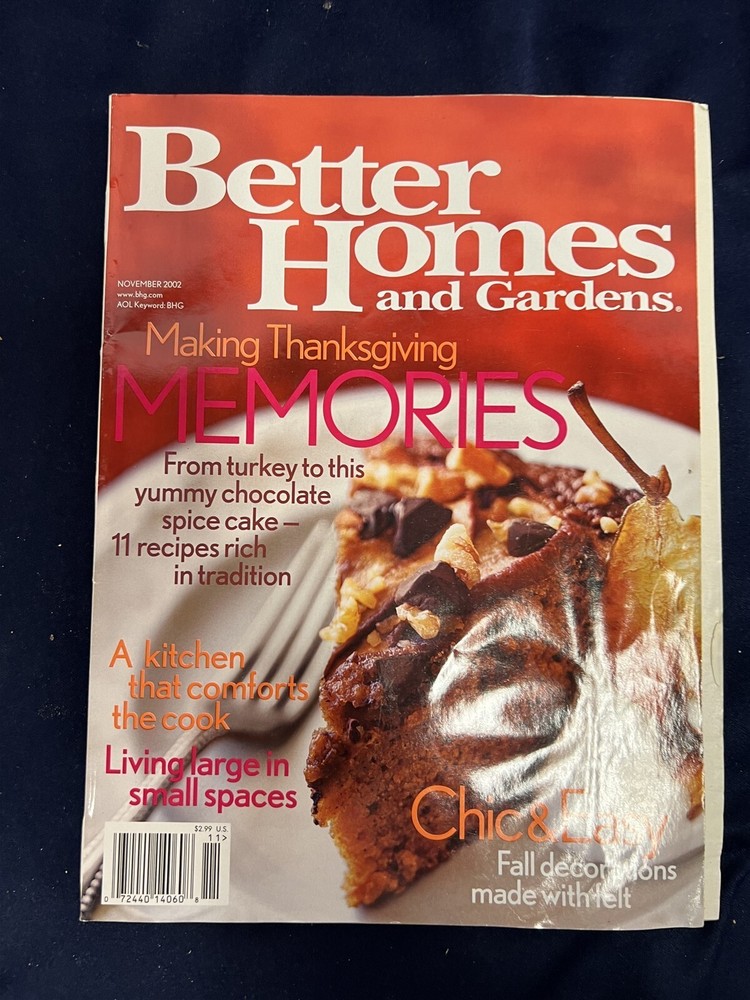 Better
Homes
and Gardens.
NOVEMBER 2002
www.bhg.com
AOL Keyword: BHG
Making Thanksgiving
MEMORIES
From turkey to this
yummy chocolate
spice cake –
11 recipes rich
in tradition
A kitchen
that comforts
the cook
Living large in
small spaces
$2.99 U.S.
11>
0 72440 14060 8
Chic & Easy
Fall decorations
made with felt